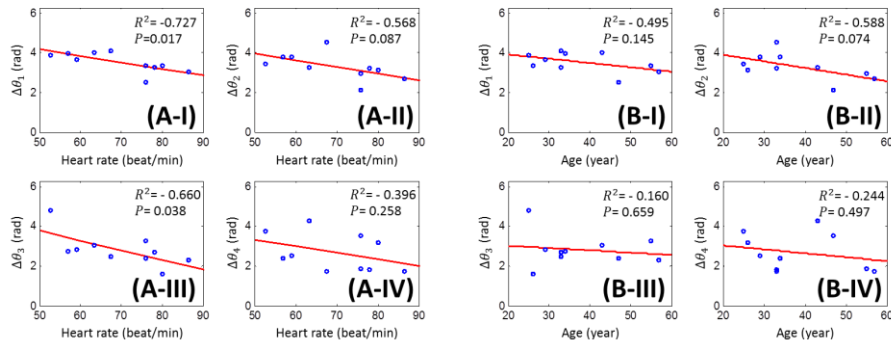 R² = -0.727
P=0.017
Δθ₁ (rad)
6
4
2
0
50 60 70 80 90
Heart rate (beat/min)
(A-I)
R² = - 0.568
P= 0.087
Δθ₂ (rad)
6
4
2
0
50 60 70 80 90
Heart rate (beat/min)
(A-II)
R² = - 0.495
P= 0.145
Δθ₁ (rad)
6
4
2
0
20 30 40 50 60
Age (year)
(B-I)
R² = - 0.588
P= 0.074
Δθ₂ (rad)
6
4
2
0
20 30 40 50 60
Age (year)
(B-II)
R² = - 0.660
P= 0.038
Δθ₃ (rad)
6
4
2
0
50 60 70 80 90
Heart rate (beat/min)
(A-III)
R² = - 0.396
P= 0.258
Δθ₄ (rad)
6
4
2
0
50 60 70 80 90
Heart rate (beat/min)
(A-IV)
R² = - 0.160
P= 0.659
Δθ₃ (rad)
6
4
2
0
20 30 40 50 60
Age (year)
(B-III)
R² = - 0.244
P= 0.497
Δθ₄ (rad)
6
4
2
0
20 30 40 50 60
Age (year)
(B-IV)